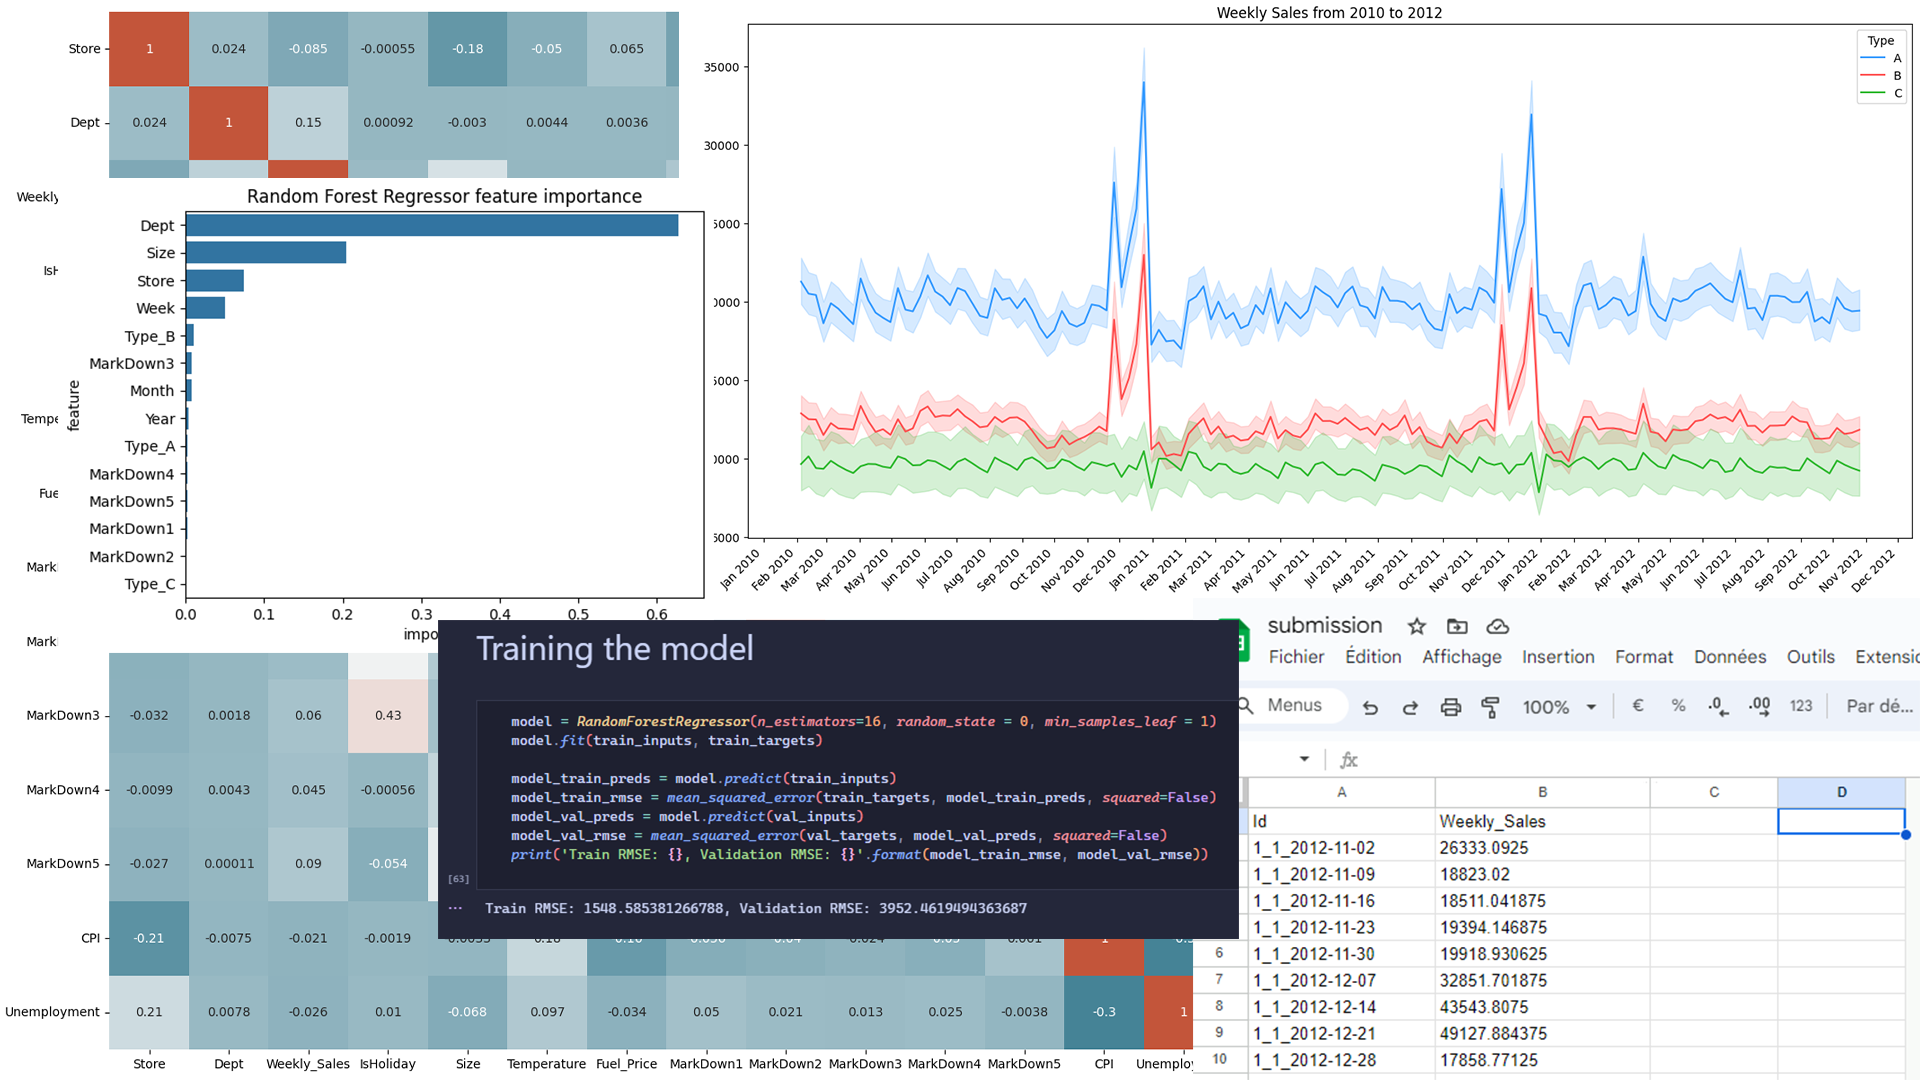 Store 1 0.024 -0.085 -0.00055 -0.18 -0.05 0.065
Dept 0.024 1 0.15 0.00092 -0.003 0.0044 0.0036
Weekly
IsH
Tempe
Fue
Mark
Mark
Random Forest Regressor feature importance
feature
Dept
Size
Store
Week
Type_B
MarkDown3
Month
Year
Type_A
MarkDown4
MarkDown5
MarkDown1
MarkDown2
Type_C
0.0 0.1 0.2 0.3 0.4 0.5 0.6
impo
Weekly Sales from 2010 to 2012
Type
A
B
C
35000
30000
5000
0000
5000
0000
5000
Jan 2010 Feb 2010 Mar 2010 Apr 2010 May 2010 Jun 2010 Jul 2010 Aug 2010 Sep 2010 Oct 2010 Nov 2010 Dec 2010 Jan 2011 Feb 2011 Mar 2011 Apr 2011 May 2011 Jun 2011 Jul 2011 Aug 2011 Sep 2011 Oct 2011 Nov 2011 Dec 2011 Jan 2012 Feb 2012 Mar 2012 Apr 2012 May 2012 Jun 2012 Jul 2012 Aug 2012 Sep 2012 Oct 2012 Nov 2012 Dec 2012
MarkDown3 -0.032 0.0018 0.06 0.43
MarkDown4 -0.0099 0.0043 0.045 -0.00056
MarkDown5 -0.027 0.00011 0.09 -0.054
CPI -0.21 -0.0075 -0.021 -0.0019
Unemployment 0.21 0.0078 -0.026 0.01 -0.068 0.097 -0.034 0.05 0.021 0.013 0.025 -0.0038 -0.3 1
Store Dept Weekly_Sales IsHoliday Size Temperature Fuel_Price MarkDown1 MarkDown2 MarkDown3 MarkDown4 MarkDown5 CPI Unemploy
Training the model
model = RandomForestRegressor(n_estimators=16, random_state = 0, min_samples_leaf = 1)
model.fit(train_inputs, train_targets)
model_train_preds = model.predict(train_inputs)
model_train_rmse = mean_squared_error(train_targets, model_train_preds, squared=False)
model_val_preds = model.predict(val_inputs)
model_val_rmse = mean_squared_error(val_targets, model_val_preds, squared=False)
print('Train RMSE: {}, Validation RMSE: {}'.format(model_train_rmse, model_val_rmse))
[63]
... Train RMSE: 1548.585381266788, Validation RMSE: 3952.4619494363687
submission
Fichier Édition Affichage Insertion Format Données Outils Extensio
Menus 100% € % .0 .00 123 Par dé...
fx
A B C D
Id Weekly_Sales
1_1_2012-11-02 26333.0925
1_1_2012-11-09 18823.02
1_1_2012-11-16 18511.041875
1_1_2012-11-23 19394.146875
6 1_1_2012-11-30 19918.930625
7 1_1_2012-12-07 32851.701875
8 1_1_2012-12-14 43543.8075
9 1_1_2012-12-21 49127.884375
10 1_1_2012-12-28 17858.77125